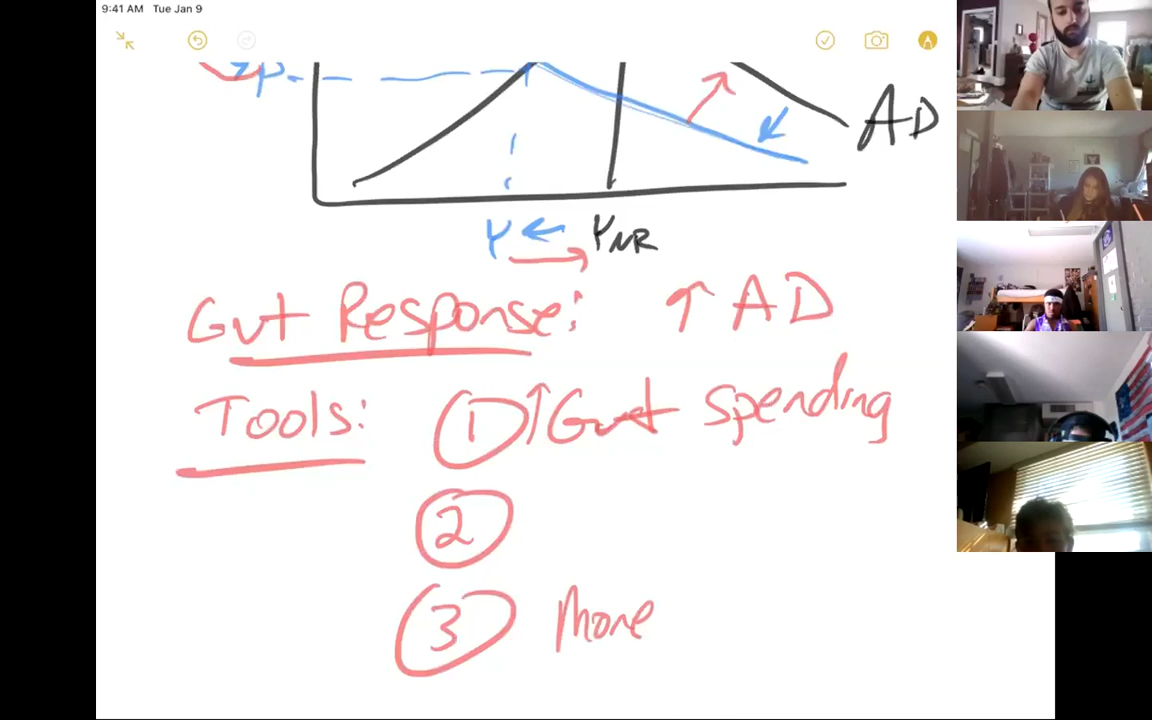 9:41 AM Tue Jan 9
AD
Y ← YNR
Gvt Response: ↑ AD
Tools: ① ↑ Gvt spending
②
③ More